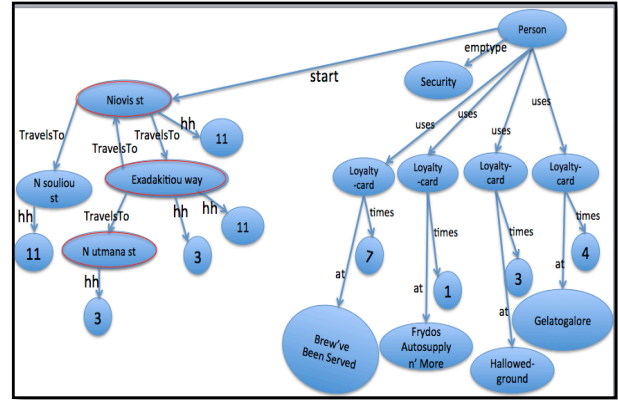 Person
emptype
start
Security
Niovis st
uses
uses
uses
uses
TravelsTo
TravelsTo
TravelsTo
hh
11
N souliou
st
Exadakitiou way
Loyalty
-card
Loyalty
-card
Loyalty-
card
Loyalty-
card
hh
TravelsTo
hh
hh
11
times
times
times
times
11
N utmana st
3
7
1
3
4
hh
at
at
at
at
3
Brew've
Been Served
Frydos
Autosupply
n' More
Hallowed-
ground
Gelatogalore